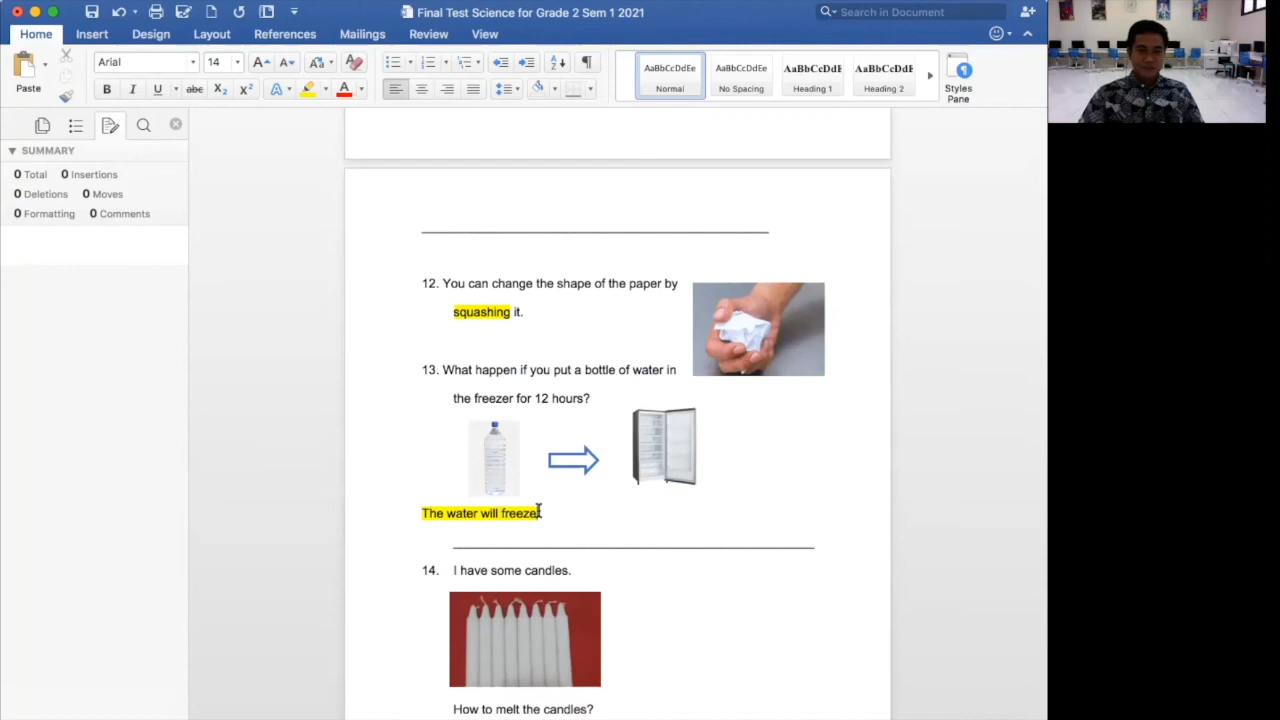 Final Test Science for Grade 2 Sem 1 2021
Search in Document
Home Insert Design Layout References Mailings Review View
Paste
Arial 14
AaBbCcDdEe AaBbCcDdEe AaBbCcDdE AaBbCcDdE
Normal No Spacing Heading 1 Heading 2
Styles
Pane
SUMMARY
0 Total 0 Insertions
0 Deletions 0 Moves
0 Formatting 0 Comments
12. You can change the shape of the paper by
squashing it.
13. What happen if you put a bottle of water in
the freezer for 12 hours?
The water will freeze
14. I have some candles.
How to melt the candles?